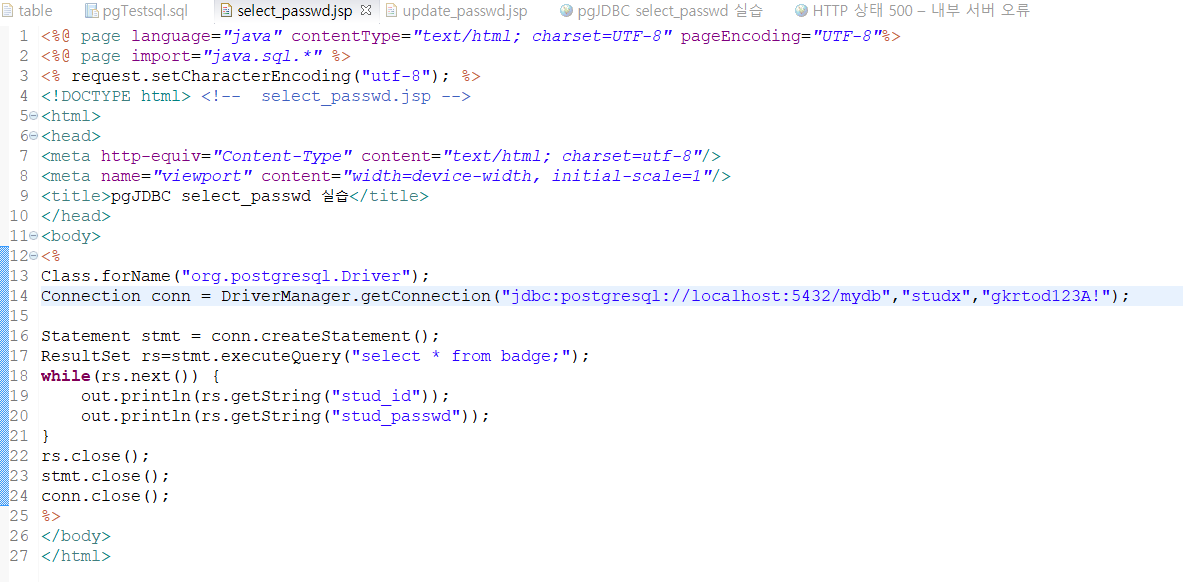 table pgTestsql.sql select_passwd.jsp update_passwd.jsp pgJDBC select_passwd 실습 HTTP 상태 500 – 내부 서버 오류
1 <%@ page language="java" contentType="text/html; charset=UTF-8" pageEncoding="UTF-8"%>
2 <%@ page import="java.sql.*" %>
3 <% request.setCharacterEncoding("utf-8"); %>
4 <!DOCTYPE html> <!--  select_passwd.jsp -->
5 <html>
6 <head>
7 <meta http-equiv="Content-Type" content="text/html; charset=utf-8"/>
8 <meta name="viewport" content="width=device-width, initial-scale=1"/>
9 <title>pgJDBC select_passwd 실습</title>
10 </head>
11 <body>
12 <%
13 Class.forName("org.postgresql.Driver");
14 Connection conn = DriverManager.getConnection("jdbc:postgresql://localhost:5432/mydb","studx","gkrtod123A!");
15
16 Statement stmt = conn.createStatement();
17 ResultSet rs=stmt.executeQuery("select * from badge;");
18 while(rs.next()) {
19     out.println(rs.getString("stud_id"));
20     out.println(rs.getString("stud_passwd"));
21 }
22 rs.close();
23 stmt.close();
24 conn.close();
25 %>
26 </body>
27 </html>